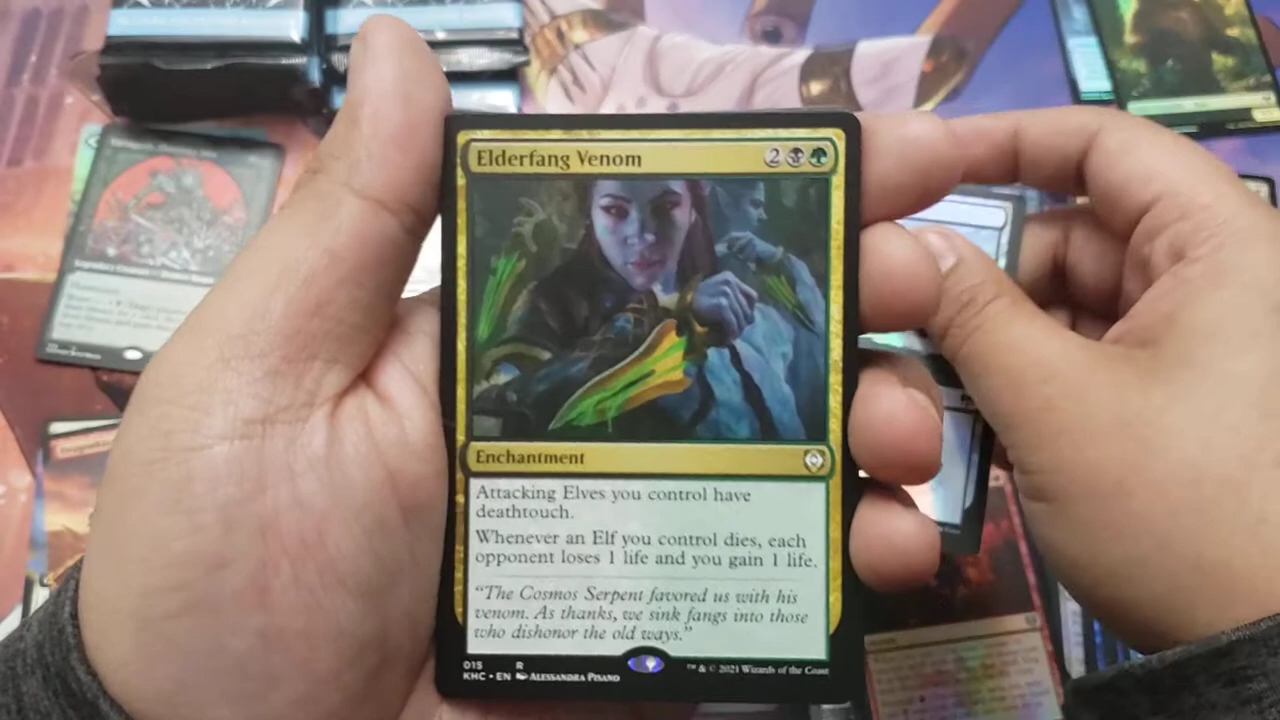 Elderfang Venom 2
Enchantment
Attacking Elves you control have
deathtouch.
Whenever an Elf you control dies, each
opponent loses 1 life and you gain 1 life.
"The Cosmos Serpent favored us with his
venom. As thanks, we sink fangs into those
who dishonor the old ways."
015 R
KHC • EN ALESSANDRA PISANO
™ & © 2021 Wizards of the Coast